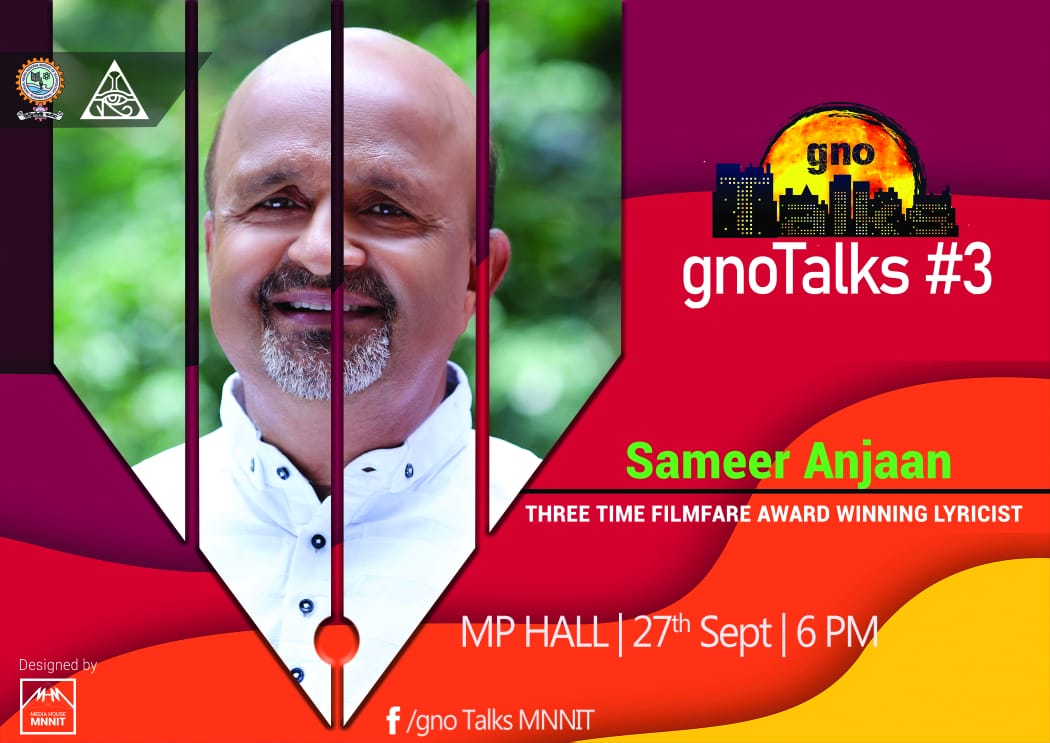 gno
Talks
gnoTalks #3
Sameer Anjaan
THREE TIME FILMFARE AWARD WINNING LYRICIST
MP HALL | 27th Sept | 6 PM
Designed by
MEDIA HOUSE
MNNIT
f /gno Talks MNNIT